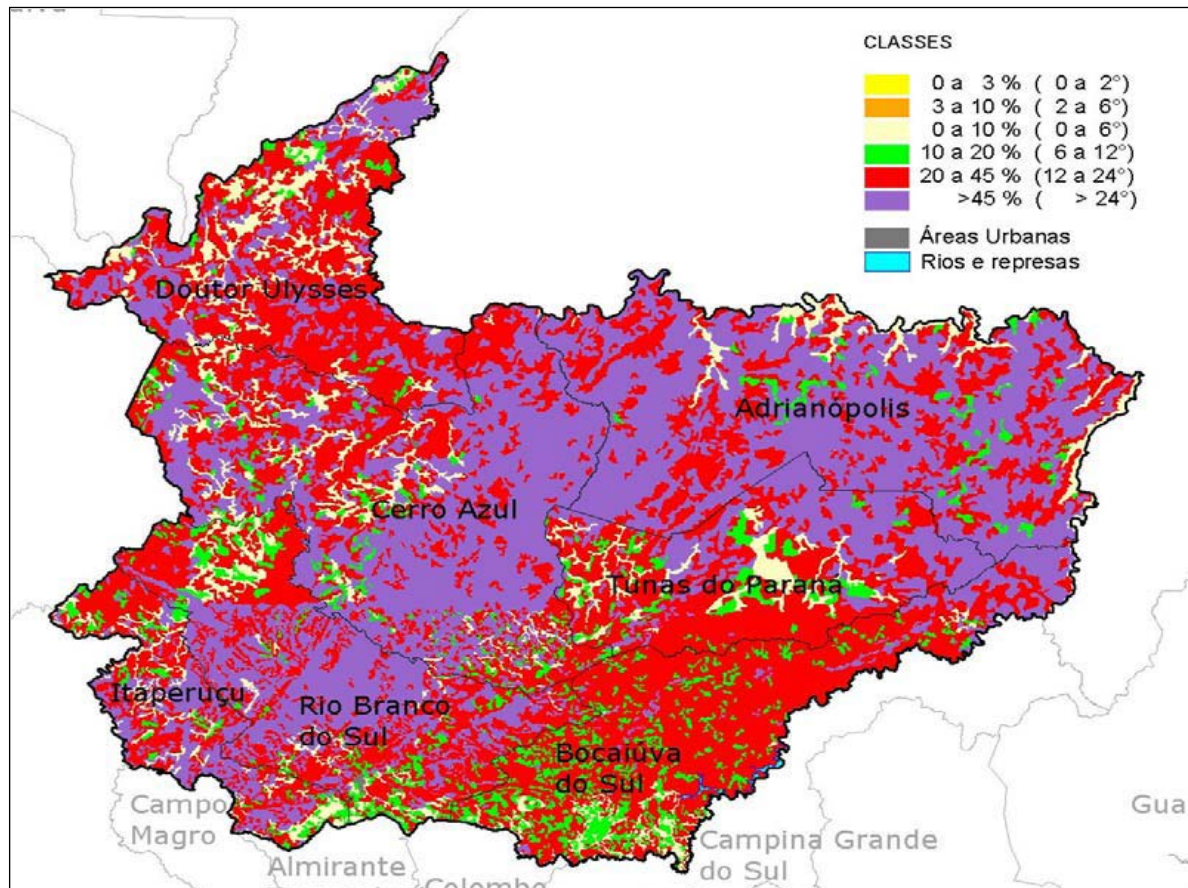 CLASSES
0 a 3 % ( 0 a 2°)
3 a 10 % ( 2 a 6°)
0 a 10 % ( 0 a 6°)
10 a 20 % ( 6 a 12°)
20 a 45 % (12 a 24°)
>45 % ( > 24°)
Áreas Urbanas
Rios e represas
Doutor Ulysses
Adrianopolis
Cerro Azul
Tunas do Parana
Itaperuçu
Rio Branco
do Sul
Bocaiúva
do Sul
Campo
Magro
Almirante
Colombo
Campina Grande
do Sul
Gua